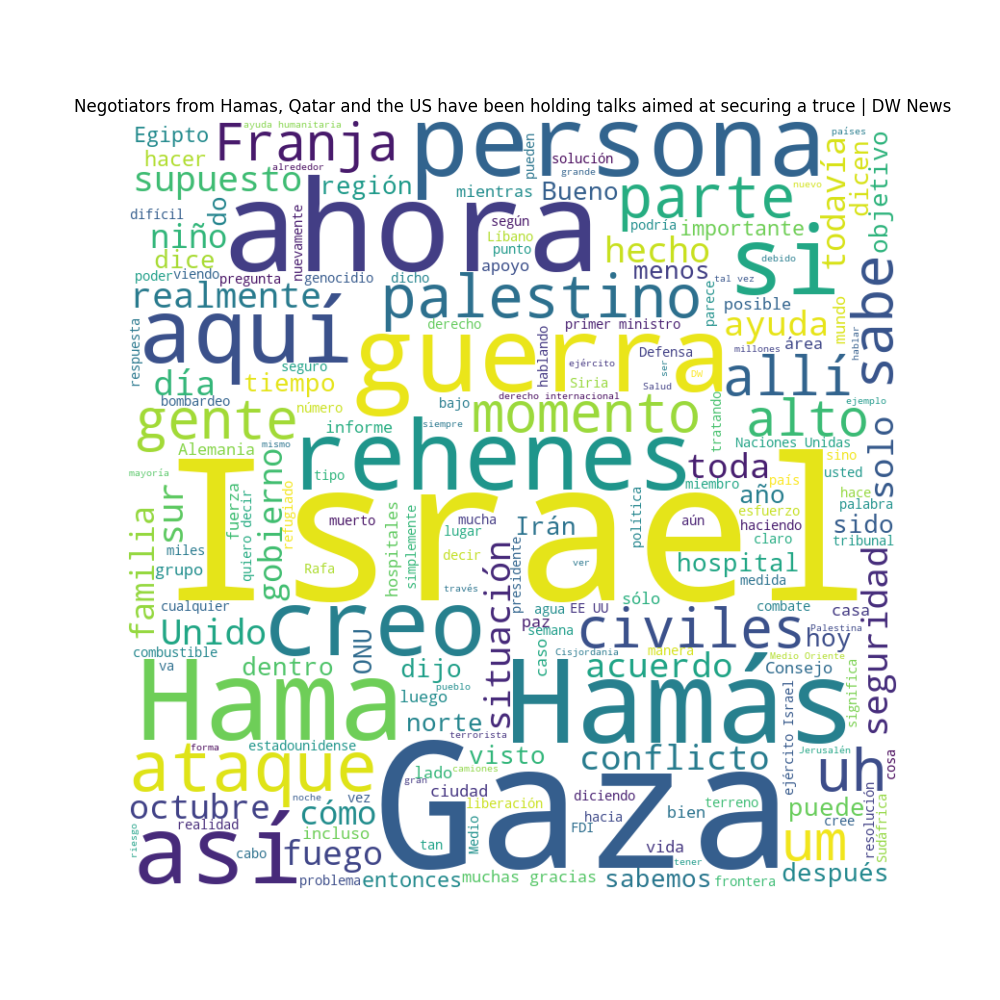 Negotiators from Hamas, Qatar and the US have been holding talks aimed at securing a truce | DW News
Egipto
ayuda humanitaria
Franja
persona
países
hacer
alrededor
solución
pueden
grande
todavía
dicen
objetivo
supuesto
región
mientras
Bueno
parte
nuevo
difícil
do
ahora
según
podría
importante
niño
nuevamente
Líbano
punto
hecho
si
dice
apoyo
menos
debido
sabe
poder
viendo
pregunta
genocidio
dicho
tal vez
realmente
palestino
parece
posible
aquí
derecho
primer ministro
ayuda
mundo
respuesta
guerra
hablando
Defensa
millones
área
hablar
día
seguro
tiempo
ejército
Siria
Salud
ser
DW
allí
bombardeo
número
bajo
derecho internacional
ejemplo
gente
informe
siempre
momento
tratando
alto
solo
Alemania
mismo
rehenes
Naciones Unidas
sino
mayoría
tipo
toda
miembro
país
usted
sur
fuerza
quiero decir
gobierno
refugiado
Israel
año
hace
palabra
familia
muerto
mucha
lugar
Irán
política
aún
haciendo
esfuerzo
sido
miles
hospitales
simplemente
decir
claro
tribunal
grupo
Rafa
situación
presidente
ver
hospital
medida
seguridad
cualquier
través
sólo
combate
casa
Unido
creo
agua
EE UU
paz
semana
civiles
hoy
Palestina
combustible
va
ONU
caso
Cisjordania
manera
Medio Oriente
dentro
dijo
acuerdo
Consejo
significa
Hama
pueblo
luego
Hamás
norte
terrorista
forma
estadounidense
visto
conflicto
ejército Israel
Jerusalén
cosa
ataque
lado
camiones
uh
gran
ciudad
octubre
noche
vez
Gaza
liberación
diciendo
terreno
puede
resolución
Sudáfrica
realidad
cómo
hacia
bien
cree
riesgo
así
incluso
Medio
FDI
um
cabo
fuego
tan
vida
tener
problema
entonces
muchas gracias
sabemos
frontera
después